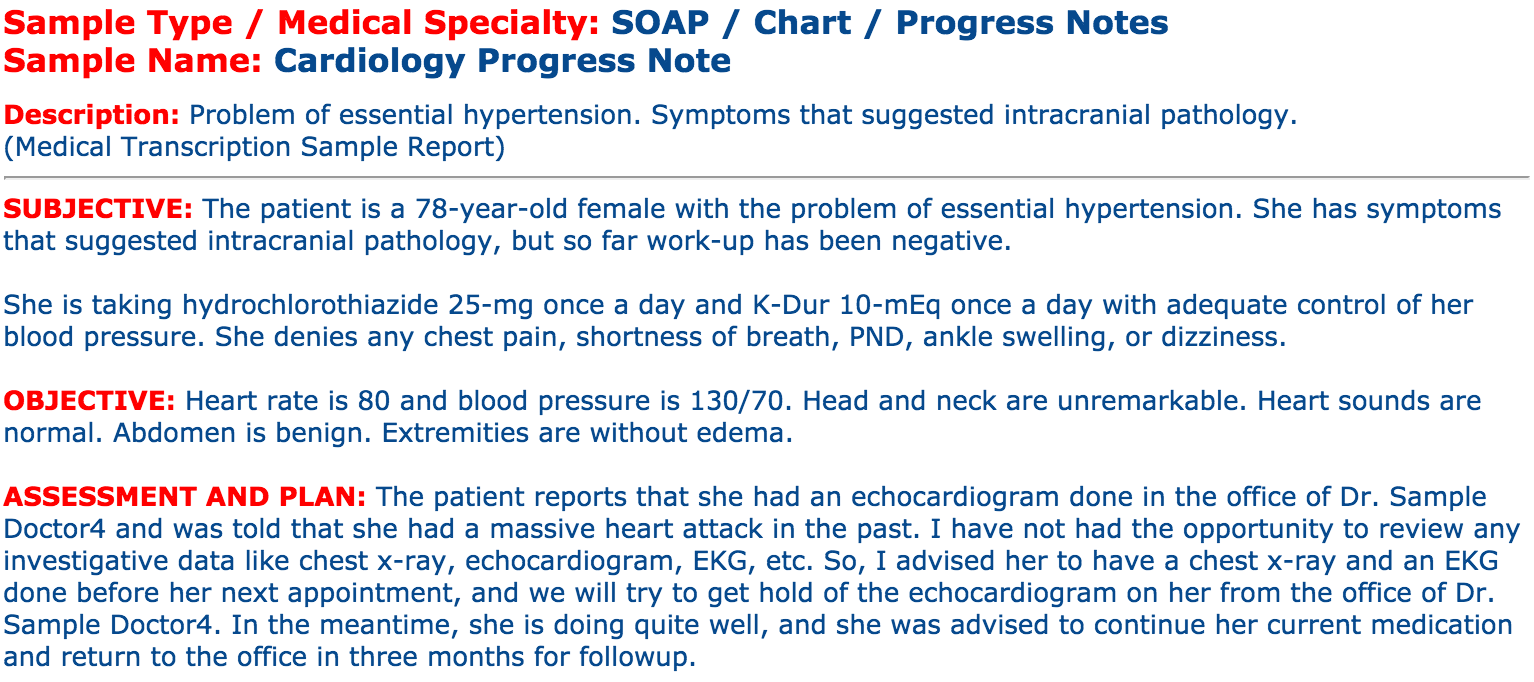 Sample Type / Medical Specialty: SOAP / Chart / Progress Notes
Sample Name: Cardiology Progress Note
Description: Problem of essential hypertension. Symptoms that suggested intracranial pathology.
(Medical Transcription Sample Report)
SUBJECTIVE: The patient is a 78-year-old female with the problem of essential hypertension. She has symptoms
that suggested intracranial pathology, but so far work-up has been negative.
She is taking hydrochlorothiazide 25-mg once a day and K-Dur 10-mEq once a day with adequate control of her
blood pressure. She denies any chest pain, shortness of breath, PND, ankle swelling, or dizziness.
OBJECTIVE: Heart rate is 80 and blood pressure is 130/70. Head and neck are unremarkable. Heart sounds are
normal. Abdomen is benign. Extremities are without edema.
ASSESSMENT AND PLAN: The patient reports that she had an echocardiogram done in the office of Dr. Sample
Doctor4 and was told that she had a massive heart attack in the past. I have not had the opportunity to review any
investigative data like chest x-ray, echocardiogram, EKG, etc. So, I advised her to have a chest x-ray and an EKG
done before her next appointment, and we will try to get hold of the echocardiogram on her from the office of Dr.
Sample Doctor4. In the meantime, she is doing quite well, and she was advised to continue her current medication
and return to the office in three months for followup.